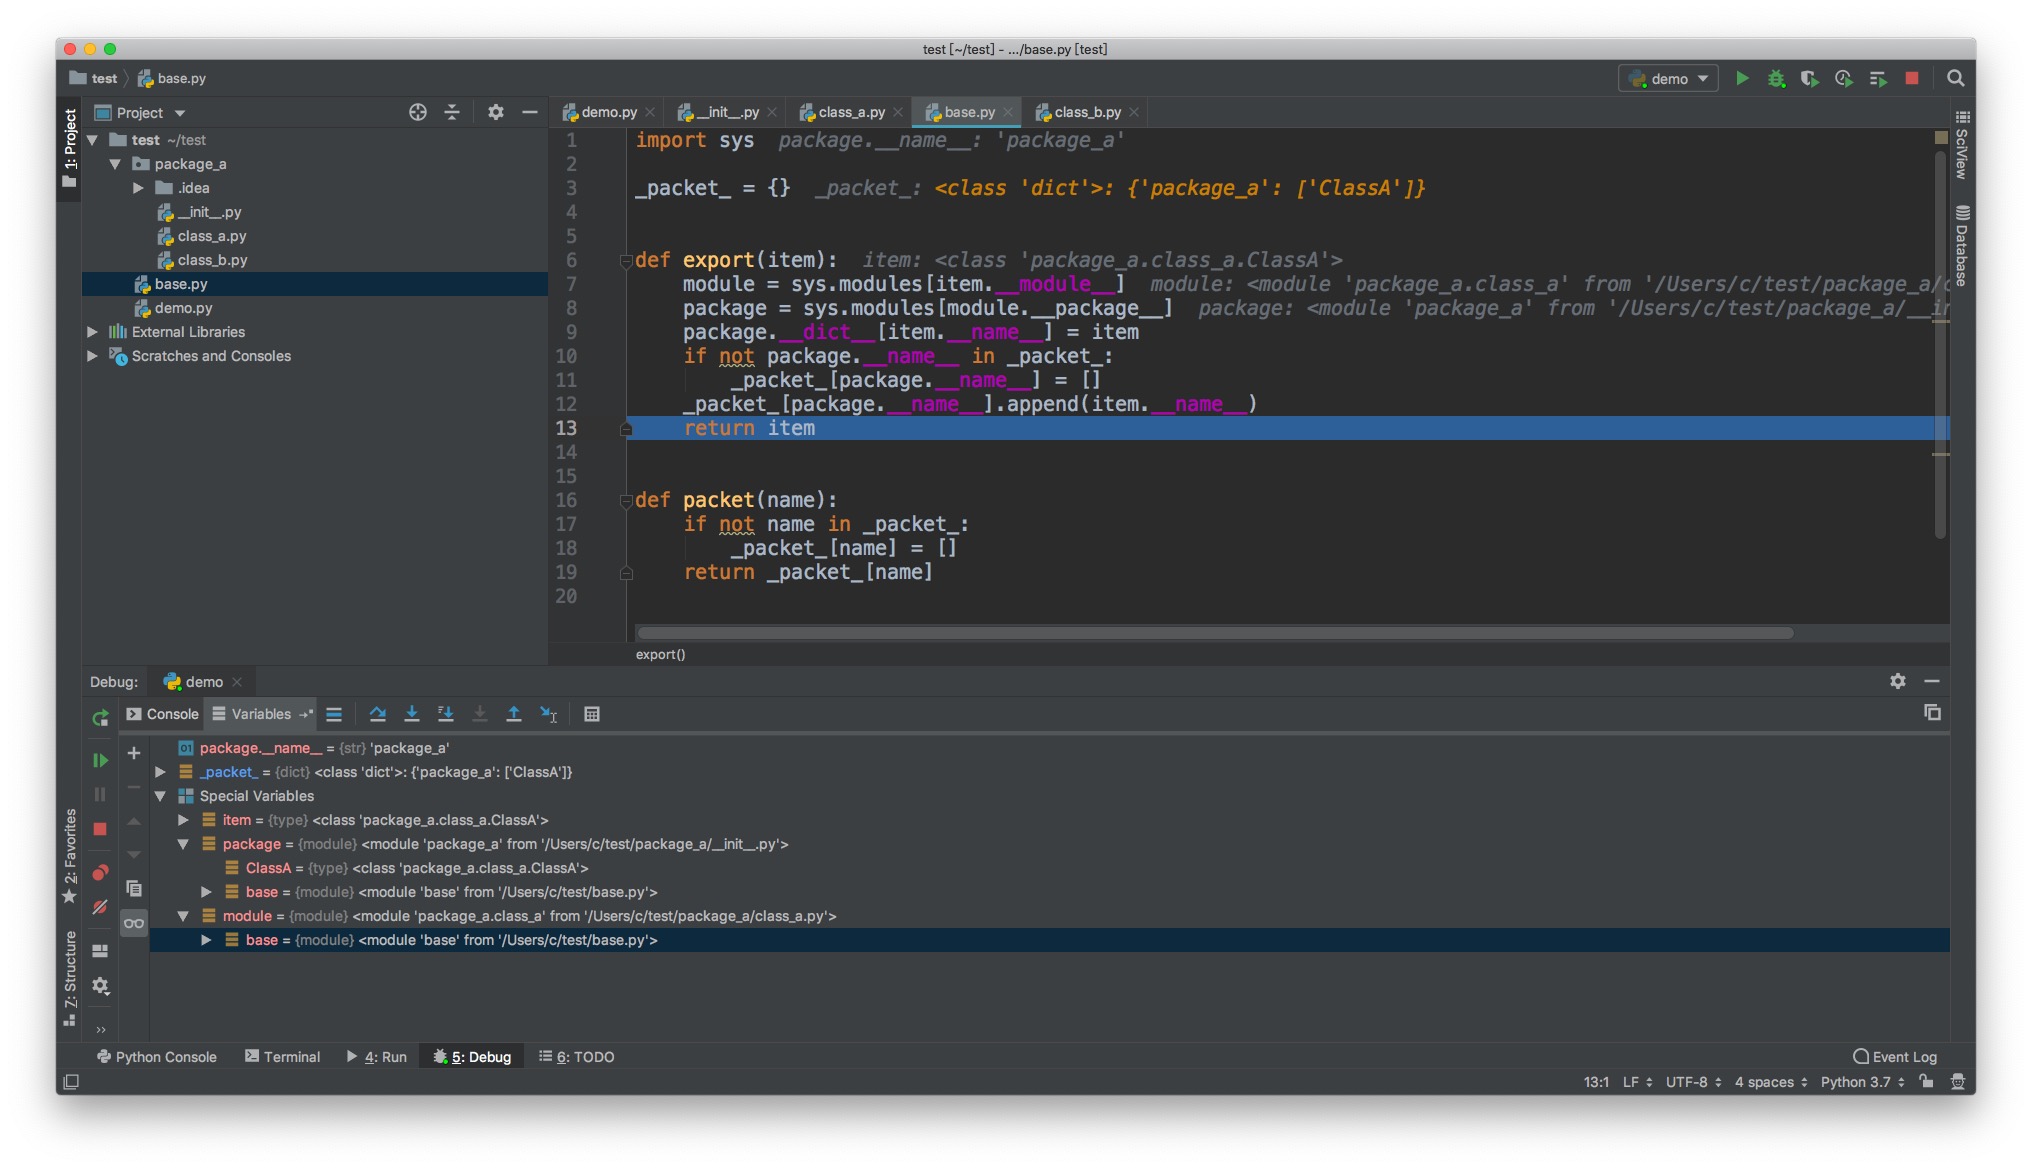 test [~/test] - .../base.py [test]
test base.py
demo
1: Project
Project
demo.py __init__.py class_a.py base.py class_b.py
test ~/test
package_a
.idea
__init__.py
class_a.py
class_b.py
base.py
demo.py
External Libraries
Scratches and Consoles
1 import sys package.__name__: 'package_a'
2
3 _packet_ = {} _packet_: <class 'dict'>: {'package_a': ['ClassA']}
4
5
6 def export(item): item: <class 'package_a.class_a.ClassA'>
7 module = sys.modules[item.__module__] module: <module 'package_a.class_a' from '/Users/c/test/package_a/c
8 package = sys.modules[module.__package__] package: <module 'package_a' from '/Users/c/test/package_a/__in
9 package.__dict__[item.__name__] = item
10 if not package.__name__ in _packet_:
11 _packet_[package.__name__] = []
12 _packet_[package.__name__].append(item.__name__)
13 return item
14
15
16 def packet(name):
17 if not name in _packet_:
18 _packet_[name] = []
19 return _packet_[name]
20
export()
SciView
Database
Debug: demo
Console Variables
01 package.__name__ = {str} 'package_a'
_packet_ = {dict} <class 'dict'>: {'package_a': ['ClassA']}
Special Variables
item = {type} <class 'package_a.class_a.ClassA'>
package = {module} <module 'package_a' from '/Users/c/test/package_a/__init__.py'>
ClassA = {type} <class 'package_a.class_a.ClassA'>
base = {module} <module 'base' from '/Users/c/test/base.py'>
module = {module} <module 'package_a.class_a' from '/Users/c/test/package_a/class_a.py'>
base = {module} <module 'base' from '/Users/c/test/base.py'>
2: Favorites
7: Structure
Python Console Terminal 4: Run 5: Debug 6: TODO Event Log
13:1 LF UTF-8 4 spaces Python 3.7